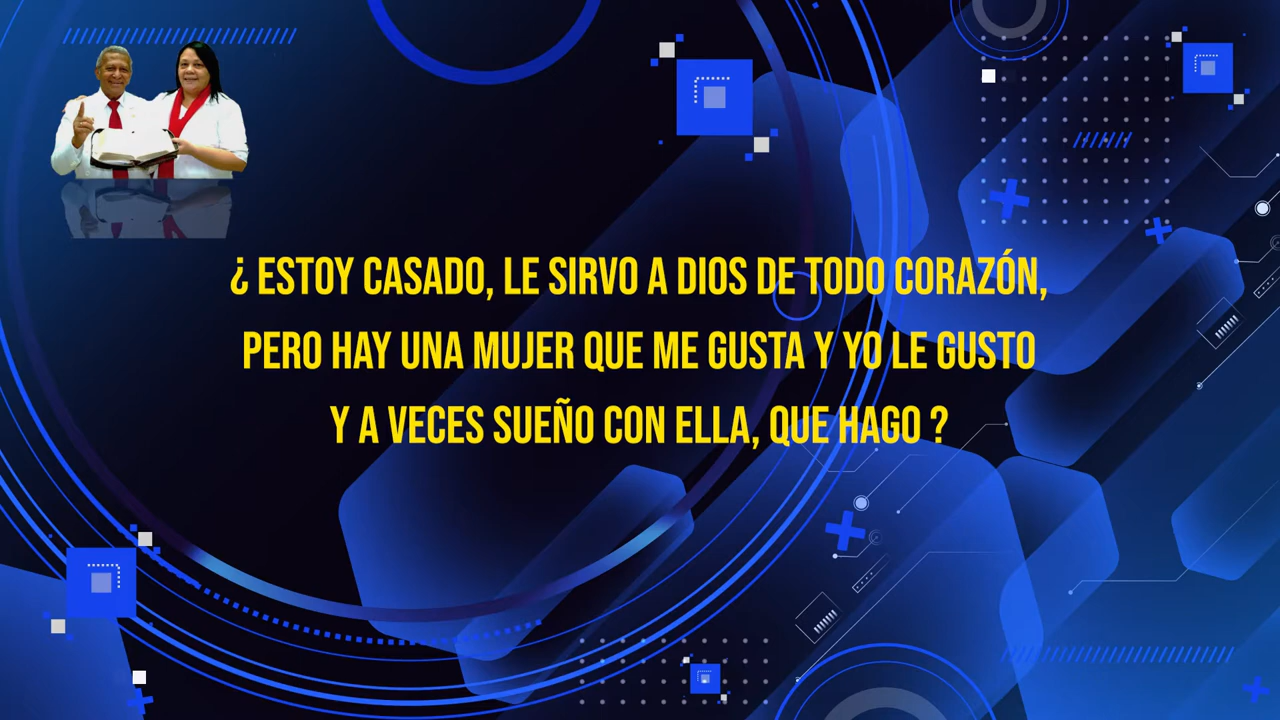 ¿ ESTOY CASADO, LE SIRVO A DIOS DE TODO CORAZÓN,
PERO HAY UNA MUJER QUE ME GUSTA Y YO LE GUSTO
Y A VECES SUEÑO CON ELLA, QUE HAGO ?